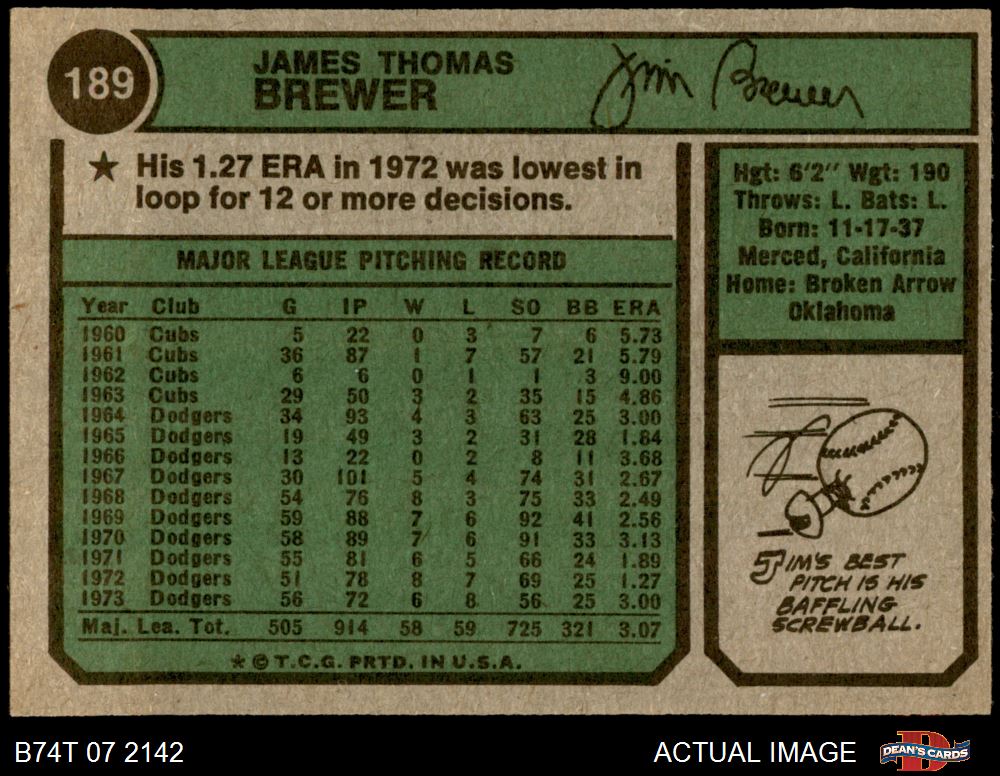 189
JAMES THOMAS
BREWER
Jim Brewer
★ His 1.27 ERA in 1972 was lowest in
loop for 12 or more decisions.
MAJOR LEAGUE PITCHING RECORD
Year Club G IP W L SO BB ERA
1960 Cubs 5 22 0 3 7 6 5.73
1961 Cubs 36 87 1 7 57 21 5.79
1962 Cubs 6 6 0 1 1 3 9.00
1963 Cubs 29 50 3 2 35 15 4.86
1964 Dodgers 34 93 4 3 63 25 3.00
1965 Dodgers 19 49 3 2 31 28 1.84
1966 Dodgers 13 22 0 2 8 11 3.68
1967 Dodgers 30 101 5 4 74 31 2.67
1968 Dodgers 54 76 8 3 75 33 2.49
1969 Dodgers 59 88 7 6 92 41 2.56
1970 Dodgers 58 89 7 6 91 33 3.13
1971 Dodgers 55 81 6 5 66 24 1.89
1972 Dodgers 51 78 8 7 69 25 1.27
1973 Dodgers 56 72 6 8 56 25 3.00
Maj. Lea. Tot. 505 914 58 59 725 321 3.07
★ © T.C.G. PRTD. IN U.S.A.
Hgt: 6'2" Wgt: 190
Throws: L. Bats: L.
Born: 11-17-37
Merced, California
Home: Broken Arrow
Oklahoma
JIM'S BEST
PITCH IS HIS
BAFFLING
SCREWBALL.
B74T 07 2142
ACTUAL IMAGE
DEAN'S CARDS